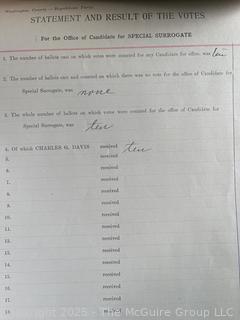 Washington County — Republican Party.
STATEMENT AND RESULT OF THE VOTES
For the Office of Candidate for SPECIAL SURROGATE
1. The number of ballots cast on which votes were counted for any Candidate for office, was ten
2. The number of ballots cast and counted on which there was no vote for the office of Candidate for
Special Surrogate, was none
3. The whole number of ballots on which votes were counted for the office of Candidate for
Special Surrogate, was ten
4. Of which CHARLES G. DAVIS received ten
5. received
6. received
7. received
8. received
9. received
10. received
11. received
12. received
13. received
14. received
15. received
16. received
17. received
18. received
Copyright 2025 - The McGuire Group LLC